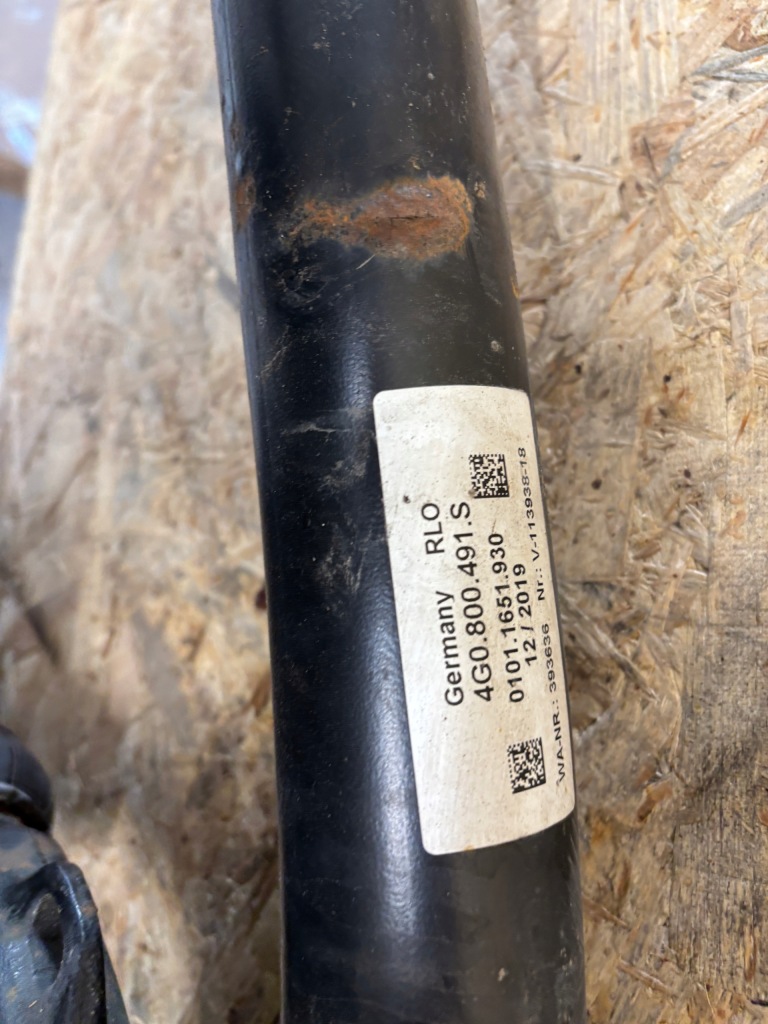 Germany RLO
4G0.800.491.S
0101.1651.930
12 / 2019
WA-NR.: 393636 Nr.: V-113938-18